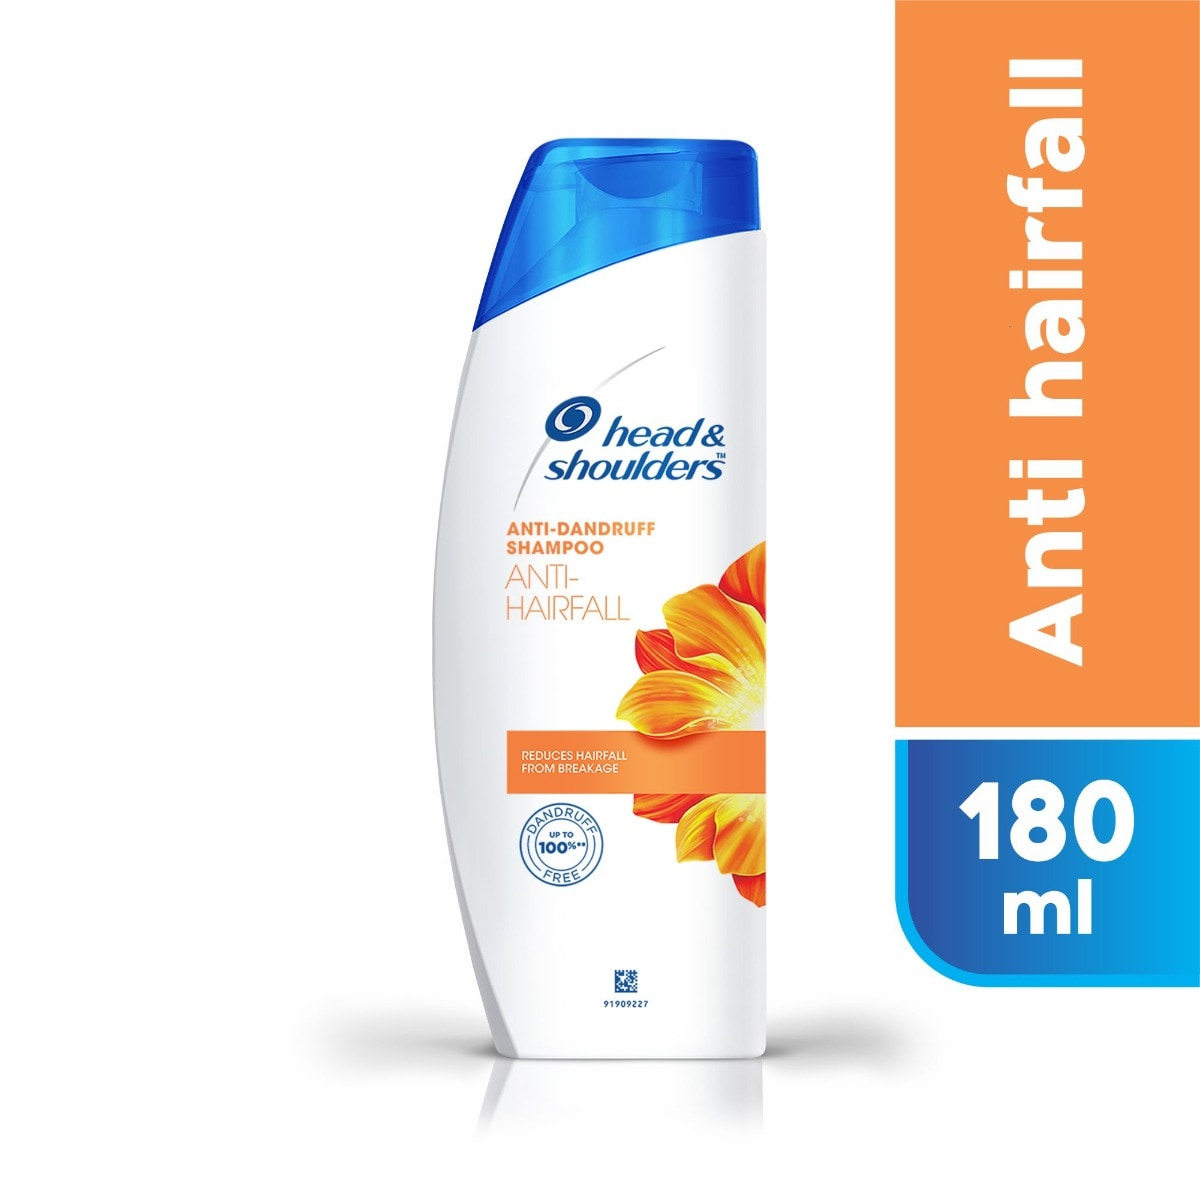 head &
shoulders™
ANTI-DANDRUFF
SHAMPOO
ANTI-
HAIRFALL
REDUCES HAIRFALL
FROM BREAKAGE
DANDRUFF
UP TO
100%**
FREE
91909227
Anti hairfall
180
ml